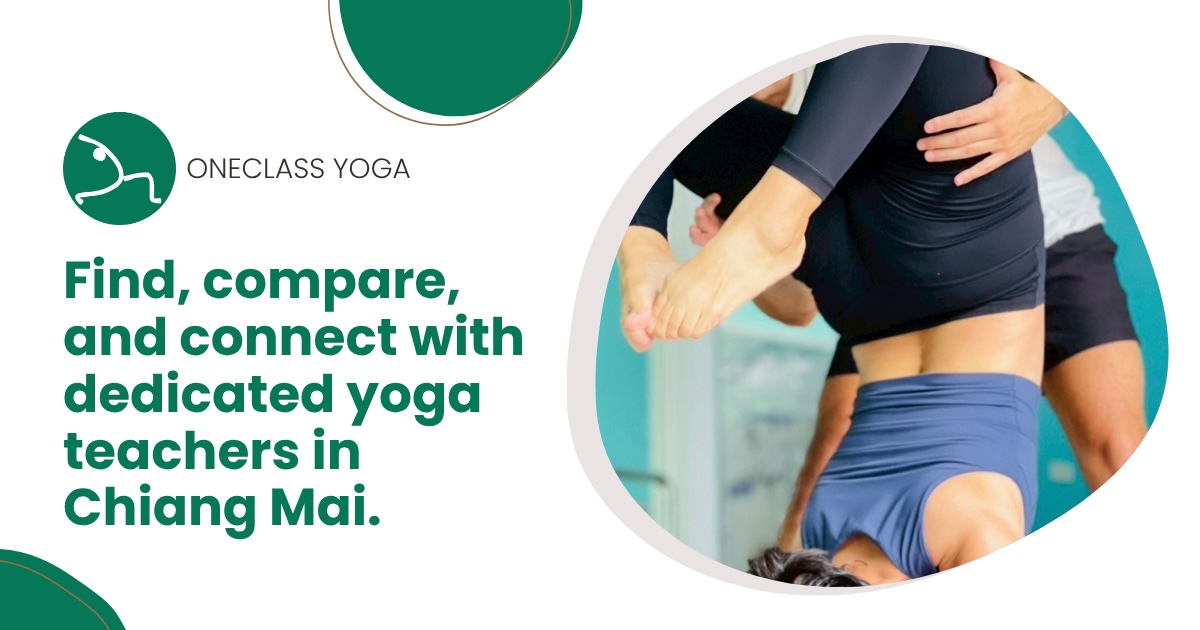 ONECLASS YOGA
Find, compare,
and connect with
dedicated yoga
teachers in
Chiang Mai.